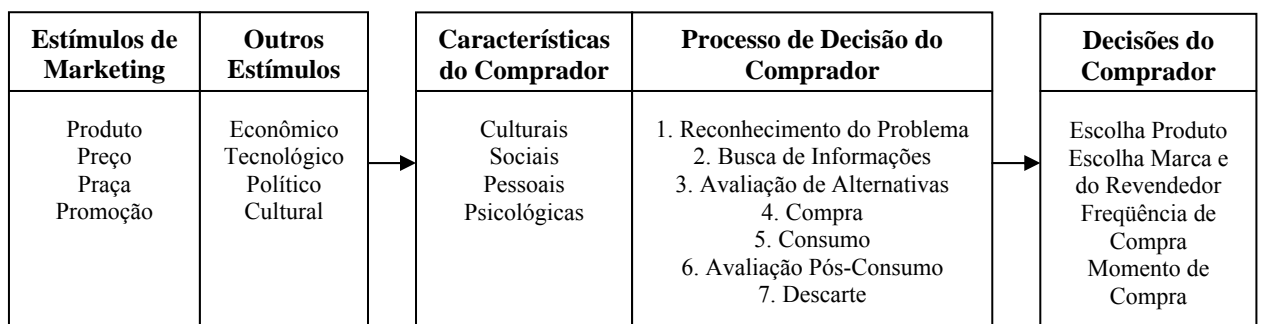 Estímulos de
Marketing
Produto
Preço
Praça
Promoção
Outros
Estímulos
Econômico
Tecnológico
Político
Cultural
Características
do Comprador
Culturais
Sociais
Pessoais
Psicológicas
Processo de Decisão do
Comprador
1. Reconhecimento do Problema
2. Busca de Informações
3. Avaliação de Alternativas
4. Compra
5. Consumo
6. Avaliação Pós-Consumo
7. Descarte
Decisões do
Comprador
Escolha Produto
Escolha Marca e
do Revendedor
Freqüência de
Compra
Momento de
Compra